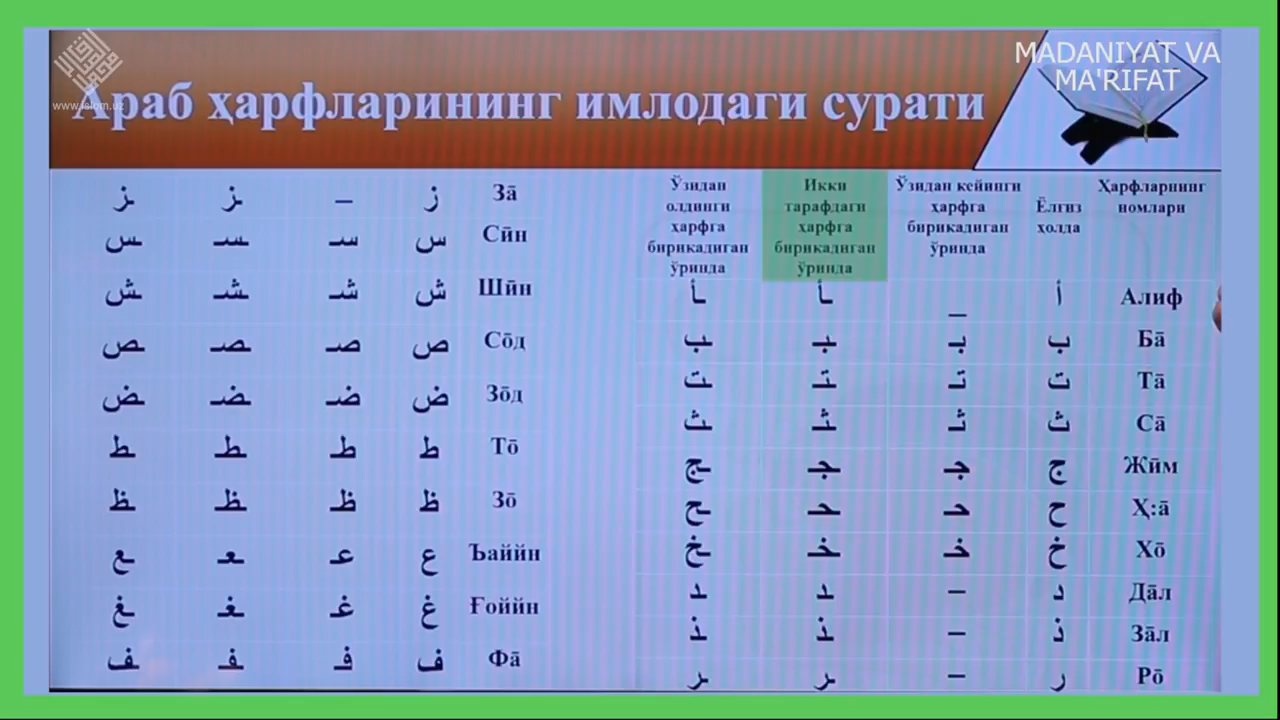 www.islom.uz
MADANIYAT VA
MA'RIFAT
Араб ҳарфларининг имлодаги сурати
Ҳарфларнинг номлари
Ёлғиз ҳолда
Ўзидан кейинги ҳарфга бирикадиган ўринда
Икки тарафдаги ҳарфга бирикадиган ўринда
Ўзидан олдинги ҳарфга бирикадиган ўринда
Алиф أ _ ـأ ـأ
Бā ب بـ ـبـ ـب
Тā ت تـ ـتـ ـت
Сā ث ثـ ـثـ ـث
Жӣм ج جـ ـجـ ـج
Ҳ:ā ح حـ ـحـ ـح
Хō خ خـ ـخـ ـخ
Дāл د – ـد ـد
Зāл ذ – ـذ ـذ
Рō ر – ـر ـر
Зā ز – ـز ـز
Сӣн س سـ ـسـ ـس
Шӣн ش شـ ـشـ ـش
Сōд ص صـ ـصـ ـص
Зōд ض ضـ ـضـ ـض
Тō ط طـ ـطـ ـط
Зō ظ ظـ ـظـ ـظ
Ъаййн ع عـ ـعـ ـع
Ғоййн غ غـ ـغـ ـغ
Фā ف فـ ـفـ ـف